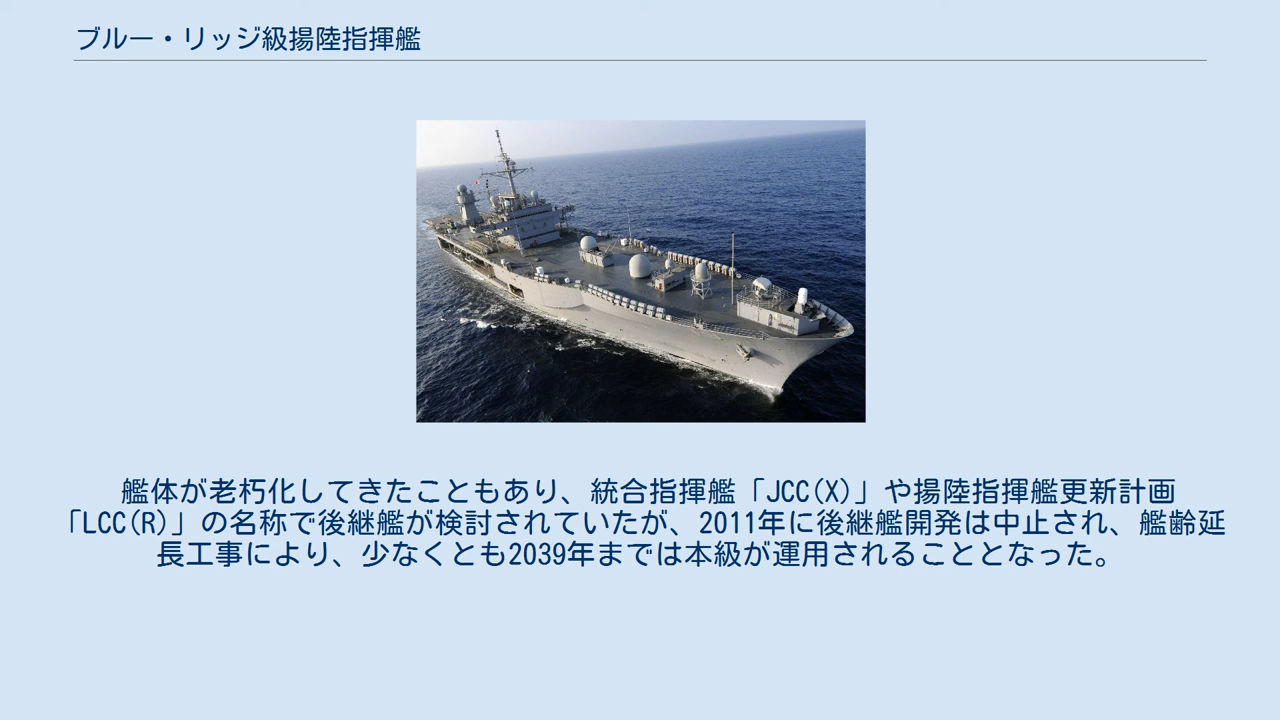 ブルー・リッジ級揚陸指揮艦
艦体が老朽化してきたこともあり、統合指揮艦「JCC(X)」や揚陸指揮艦更新計画
「LCC(R)」の名称で後継艦が検討されていたが、2011年に後継艦開発は中止され、艦齢延
長工事により、少なくとも2039年までは本級が運用されることとなった。